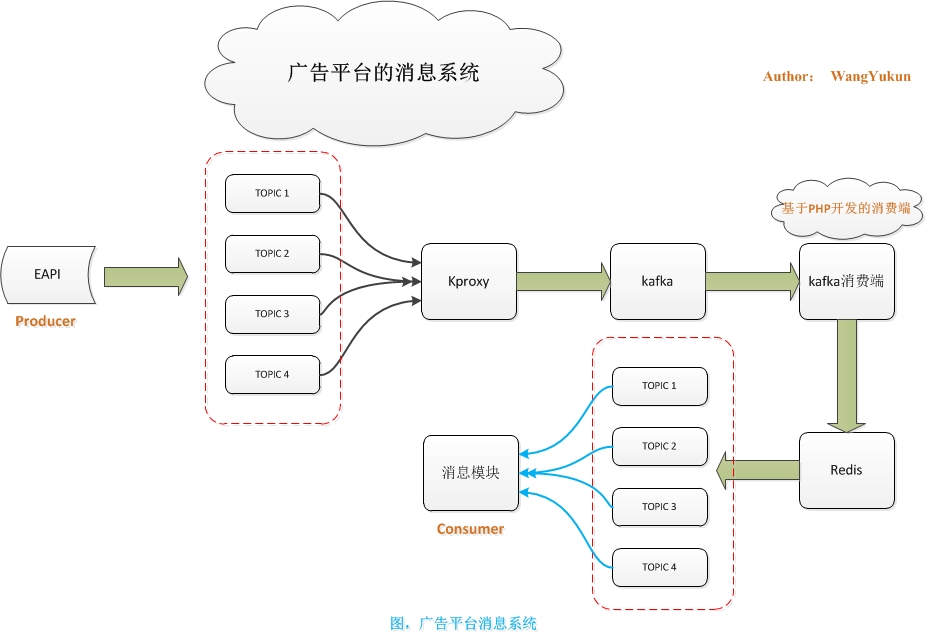 广告平台的消息系统
Author： WangYukun
TOPIC 1
TOPIC 2
TOPIC 3
TOPIC 4
EAPI
Producer
Kproxy
kafka
基于PHP开发的消费端
kafka消费端
TOPIC 1
TOPIC 2
TOPIC 3
TOPIC 4
消息模块
Consumer
Redis
图，广告平台消息系统